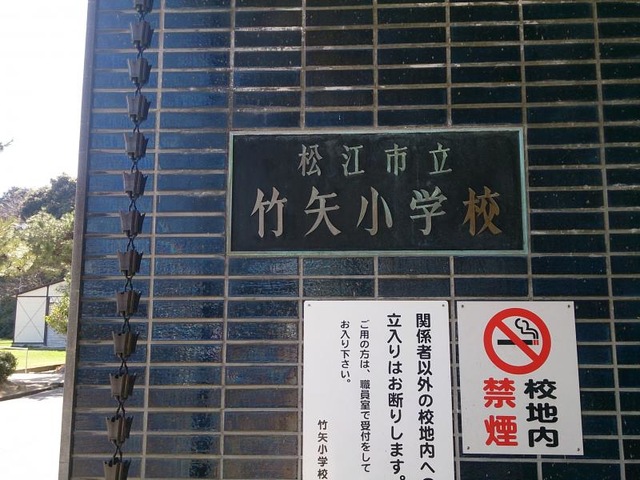 松江市立
竹矢小学校
関係者以外の校地内への
立入りはお断りします。
ご用の方は、職員室で受付をして
お入り下さい。
竹矢小学校
校地内
禁煙